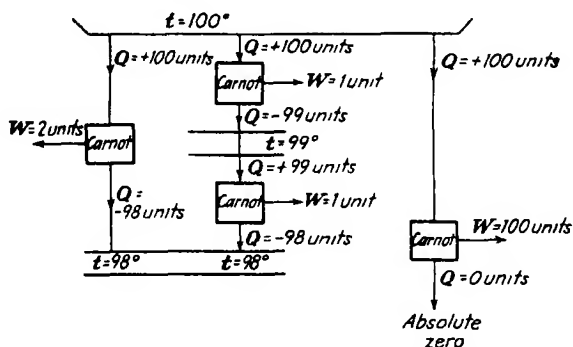 t=100°
Q=+100 units
Q=+100 units
Q=+100 units
Carnot
W=1 unit
Q=-99 units
W=2 units
Carnot
t=99°
Q=+99 units
Q=
-98 units
Carnot
W=1 unit
Q=-98 units
t=98°
t=98°
Carnot
W=100 units
Q=0 units
Absolute
zero